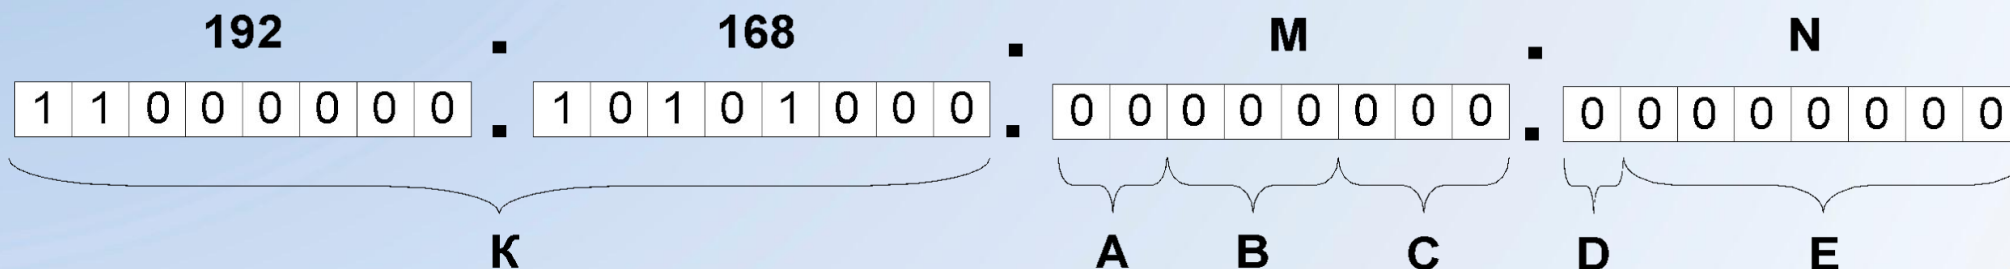 192 . 168 . M . N
1 1 0 0 0 0 0 0 . 1 0 1 0 1 0 0 0 . 0 0 0 0 0 0 0 0 . 0 0 0 0 0 0 0 0
К A B C D E